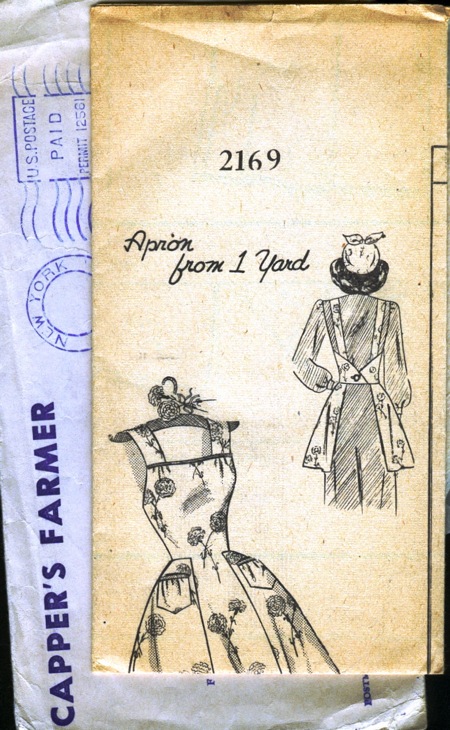 2169
Apron
from 1 Yard
U.S. POSTAGE
PAID
PERMIT 12561
NEW YORK
CAPPER'S FARMER